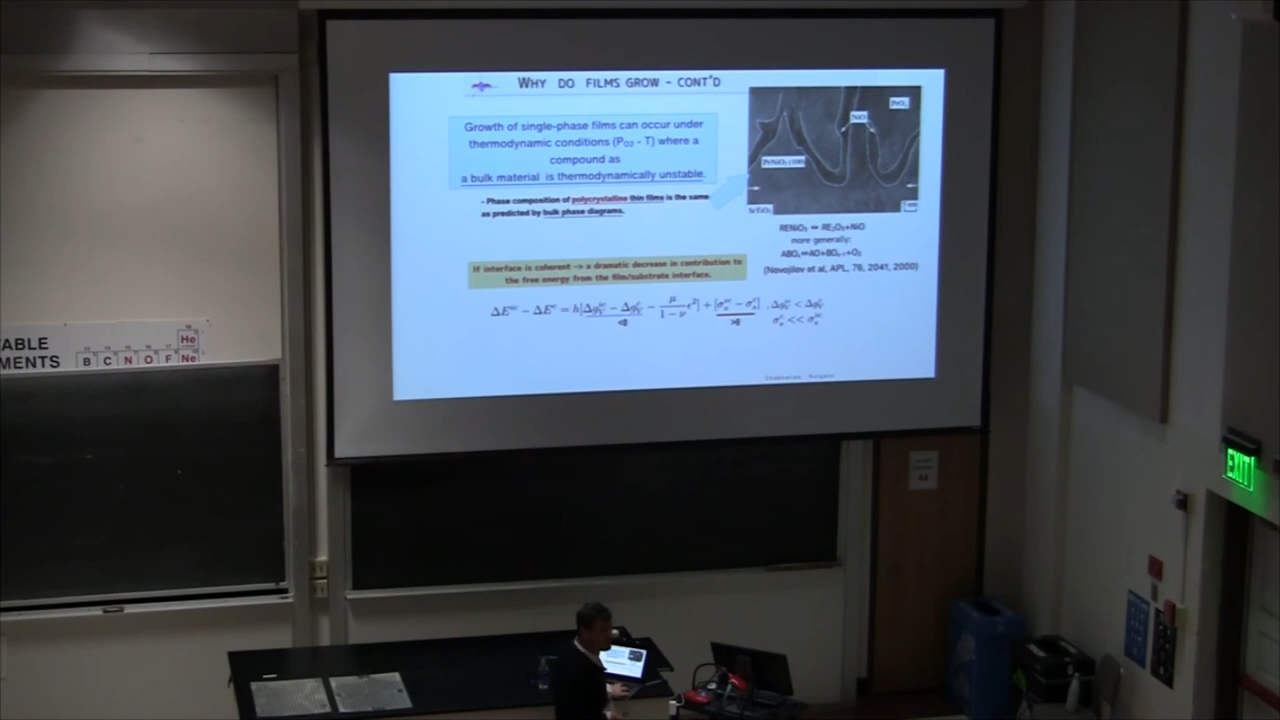 WHY DO FILMS GROW - CONT'D
Growth of single-phase films can occur under
thermodynamic conditions (PO2 - T) where a
compound as
a bulk material is thermodynamically unstable.
- Phase composition of polycrystalline thin films is the same
as predicted by bulk phase diagrams.
If interface is coherent -> a dramatic decrease in contribution to
the free energy from the film/substrate interface.
NiO
PrNiO3 (100)
SrTiO3
RENiO3 ⇔ RE2O3+NiO
more generally:
(Novojilov et al, APL, 76, 2041, 2000)
ABLE
MENTS
B C N O F Ne
He
EXIT